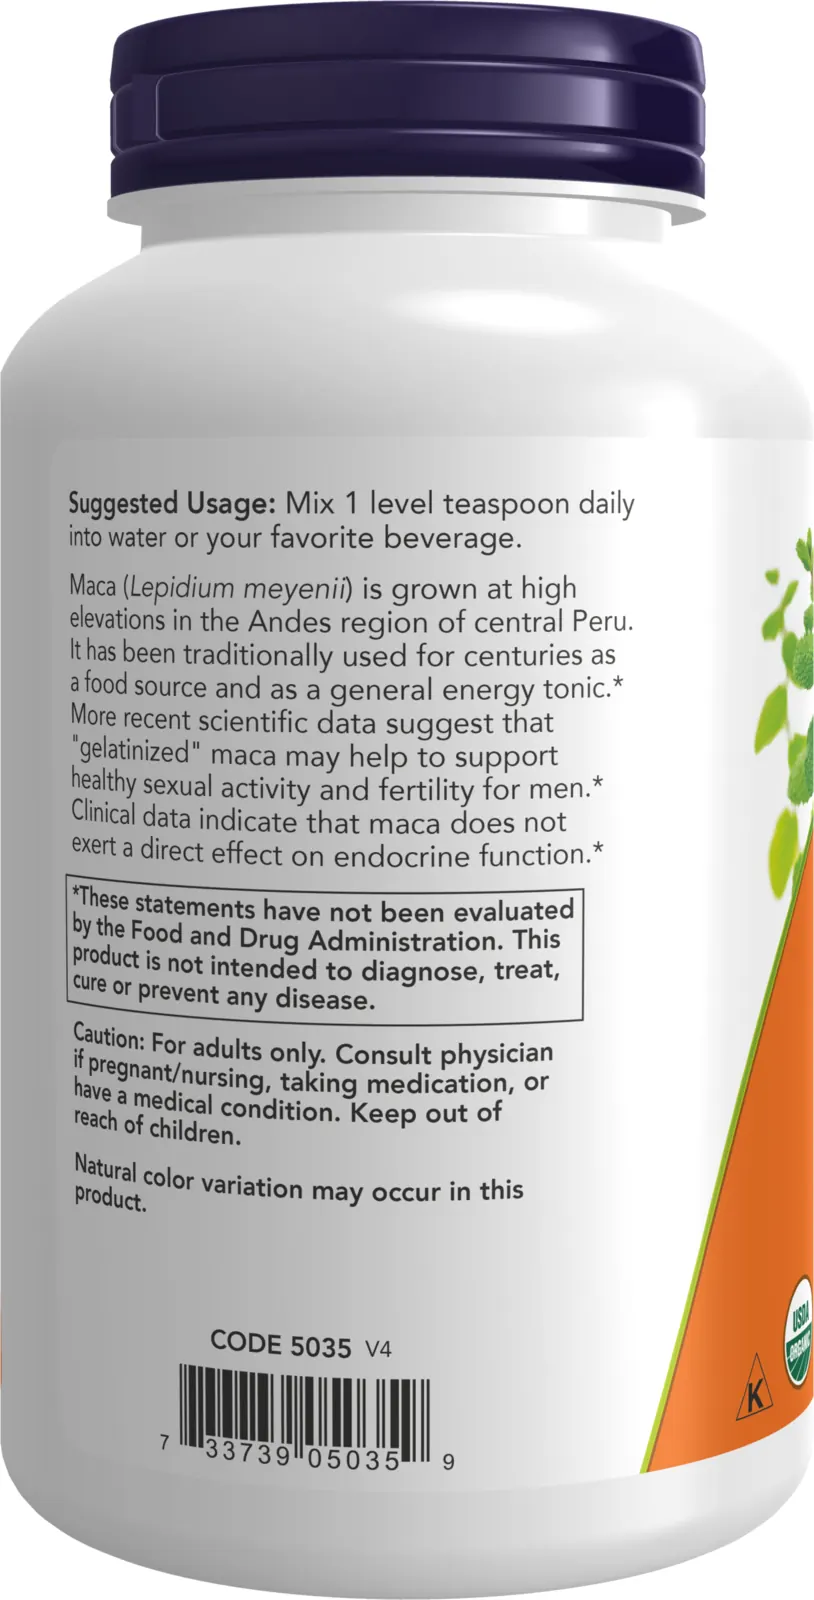 Suggested Usage: Mix 1 level teaspoon daily
into water or your favorite beverage.
Maca (Lepidium meyenii) is grown at high
elevations in the Andes region of central Peru.
It has been traditionally used for centuries as
a food source and as a general energy tonic.*
More recent scientific data suggest that
"gelatinized" maca may help to support
healthy sexual activity and fertility for men.*
Clinical data indicate that maca does not
exert a direct effect on endocrine function.*
*These statements have not been evaluated
by the Food and Drug Administration. This
product is not intended to diagnose, treat,
cure or prevent any disease.
Caution: For adults only. Consult physician
if pregnant/nursing, taking medication, or
have a medical condition. Keep out of
reach of children.
Natural color variation may occur in this
product.
CODE 5035 V4
7 33739 05035 9
K
USDA
ORGANIC